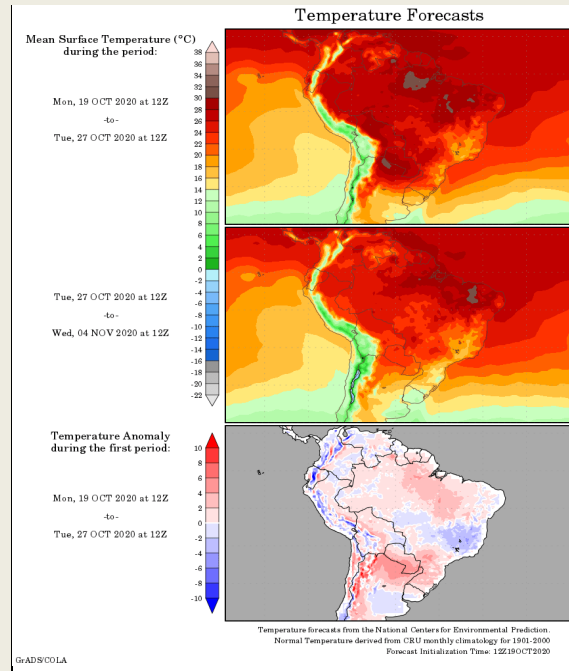 Temperature Forecasts
Mean Surface Temperature (°C)
during the period:
Mon, 19 OCT 2020 at 12Z
-to-
Tue, 27 OCT 2020 at 12Z
38
36
34
32
30
28
26
24
22
20
18
16
14
12
10
8
6
4
2
0
-2
-4
-6
-8
-10
-12
-14
-16
-18
-20
-22
Tue, 27 OCT 2020 at 12Z
-to-
Wed, 04 NOV 2020 at 12Z
Temperature Anomaly
during the first period:
Mon, 19 OCT 2020 at 12Z
-to-
Tue, 27 OCT 2020 at 12Z
10
8
6
4
2
0
-2
-4
-6
-8
-10
Temperature forecasts from the National Centers for Environmental Prediction.
Normal Temperature derived from CRU monthly climatology for 1901-2000
Forecast Initialization Time: 12Z19OCT2020
GrADS/COLA